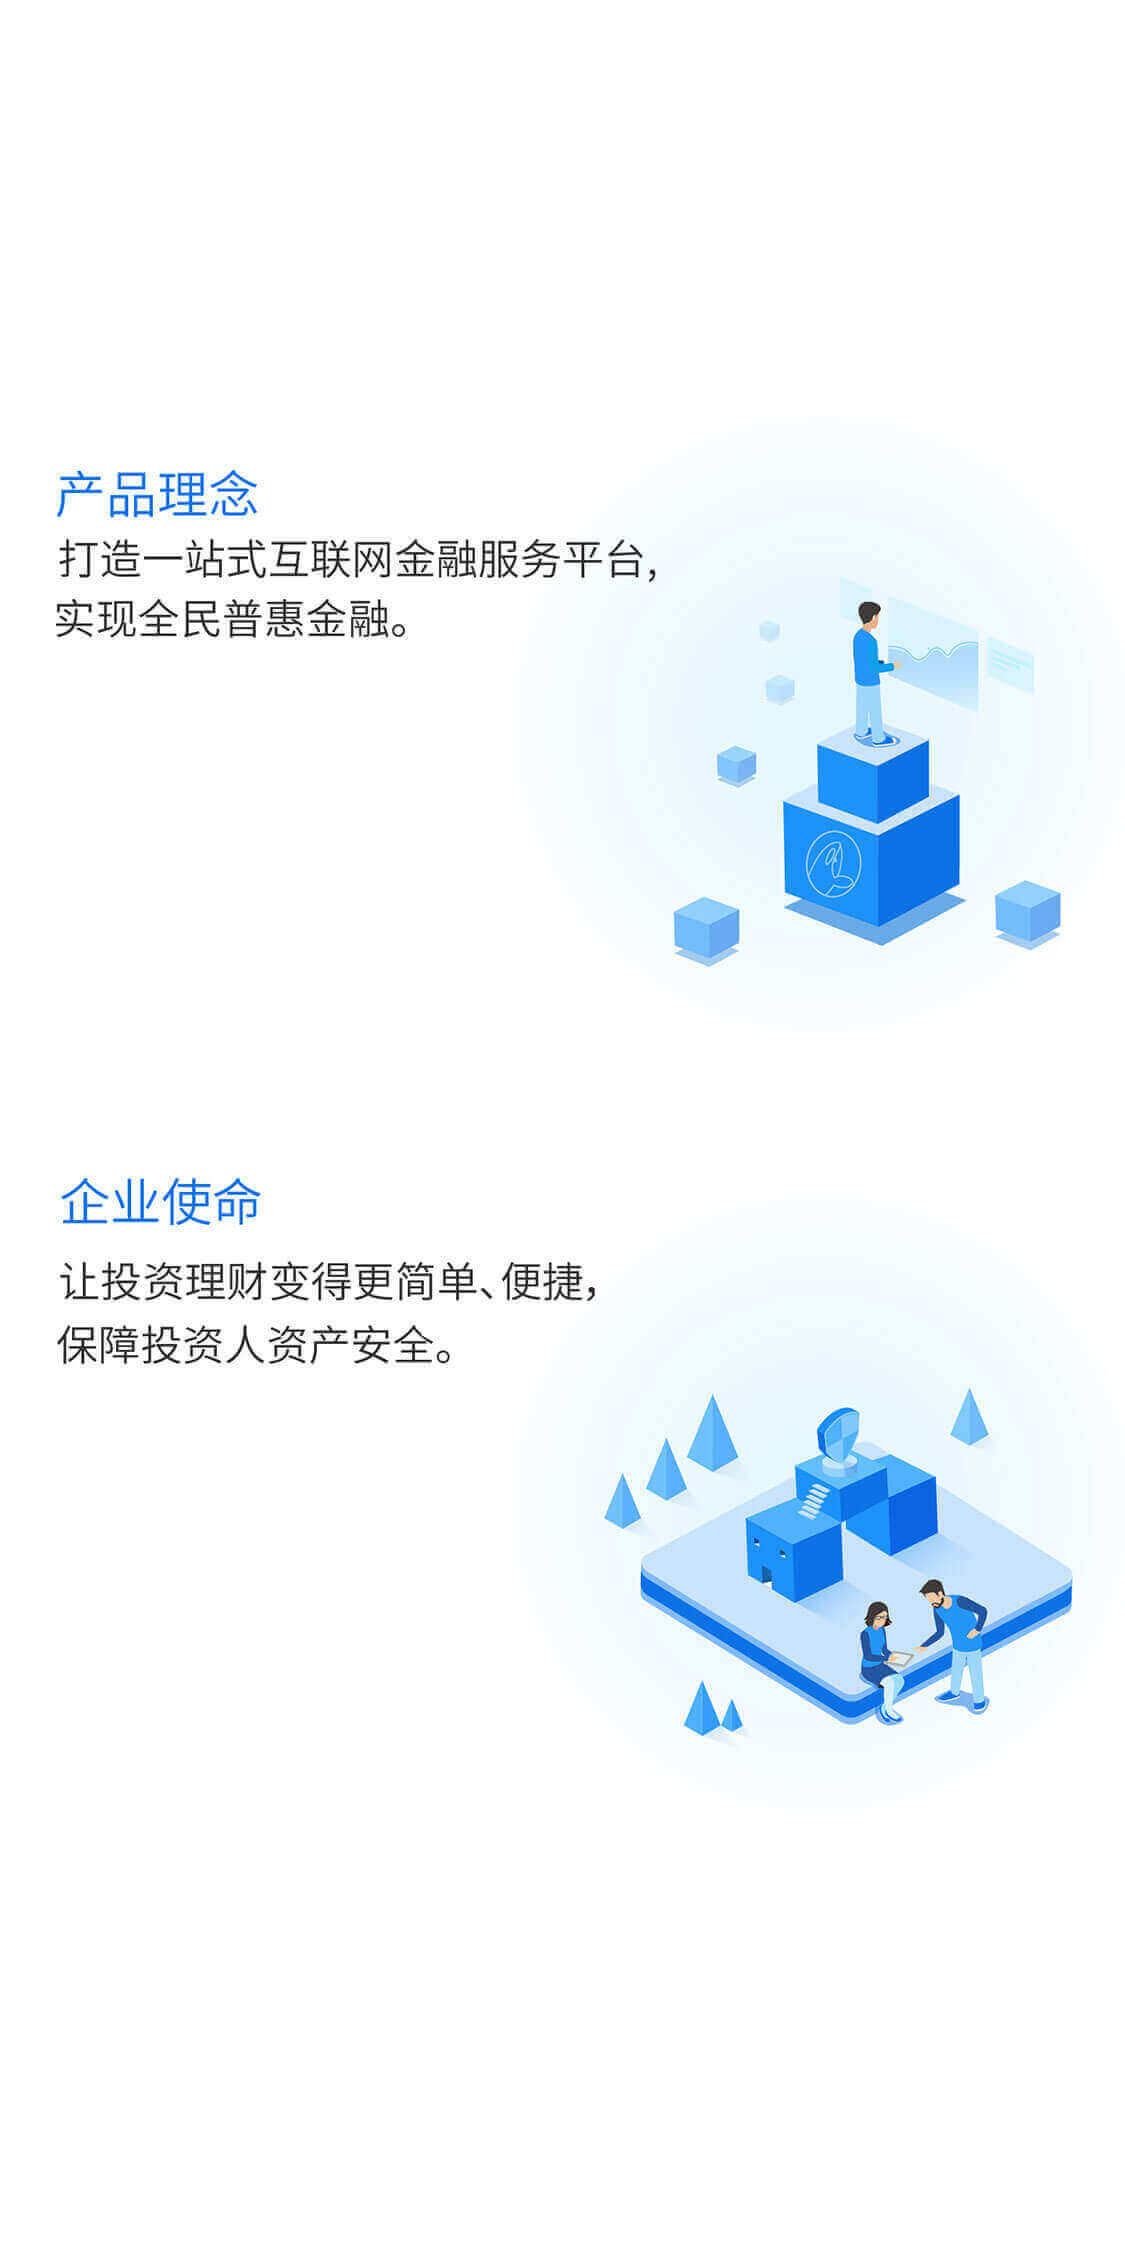 产品理念
打造一站式互联网金融服务平台，
实现全民普惠金融。
企业使命
让投资理财变得更简单、便捷，
保障投资人资产安全。